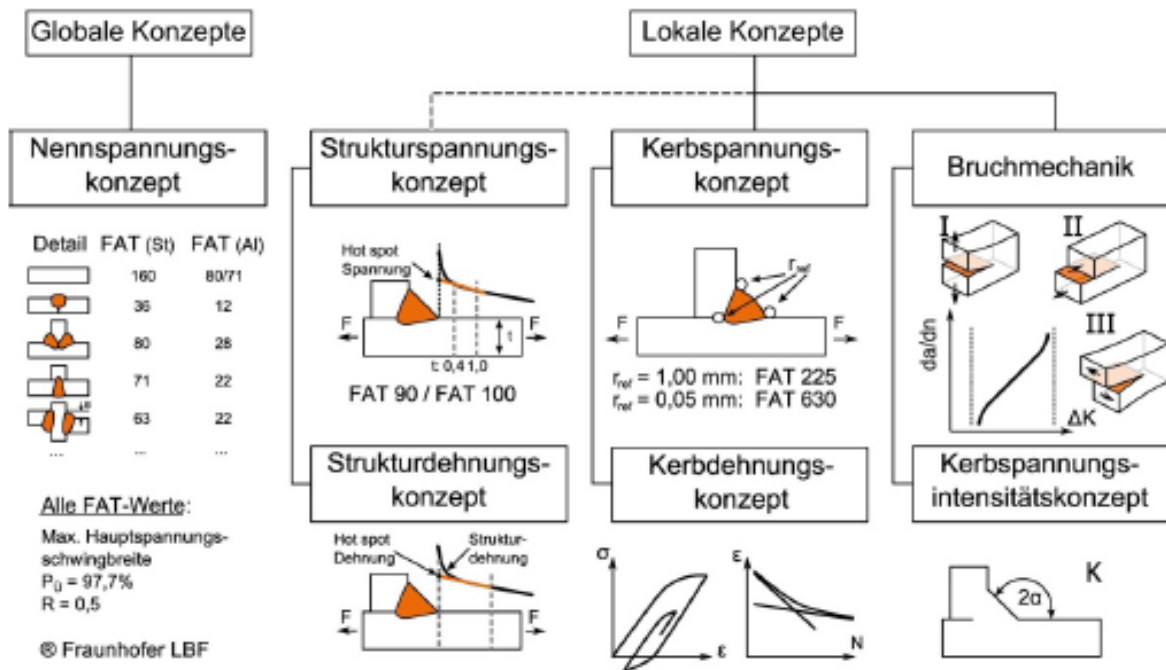 Globale Konzepte
Lokale Konzepte
Nennspannungs-
konzept
Strukturspannungs-
konzept
Kerbspannungs-
konzept
Bruchmechanik
Detail FAT (St) FAT (Al)
160 80/71
36 12
80 28
71 22
63 22
... ... ...
Alle FAT-Werte:
Max. Hauptspannungs-
schwingbreite
PÜ = 97,7%
R = 0,5
® Fraunhofer LBF
Hot spot
Spannung
F
F
t
t: 0,4 1,0
FAT 90 / FAT 100
rref
F
F
rref = 1,00 mm: FAT 225
rref = 0,05 mm: FAT 630
I
II
III
da/dn
ΔK
Strukturdehnungs-
konzept
Kerbdehnungs-
konzept
Kerbspannungs-
intensitätskonzept
Hot spot
Dehnung
Struktur-
dehnung
F
F
σ
ε
ε
N
K
2α